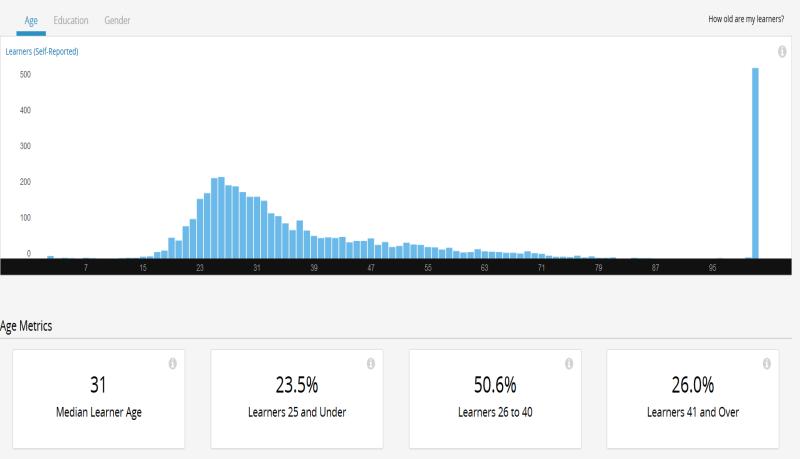 Age Education Gender
How old are my learners?
Learners (Self-Reported)
500
400
300
200
100
0
7 15 23 31 39 47 55 63 71 79 87 95
Age Metrics
31
Median Learner Age
23.5%
Learners 25 and Under
50.6%
Learners 26 to 40
26.0%
Learners 41 and Over